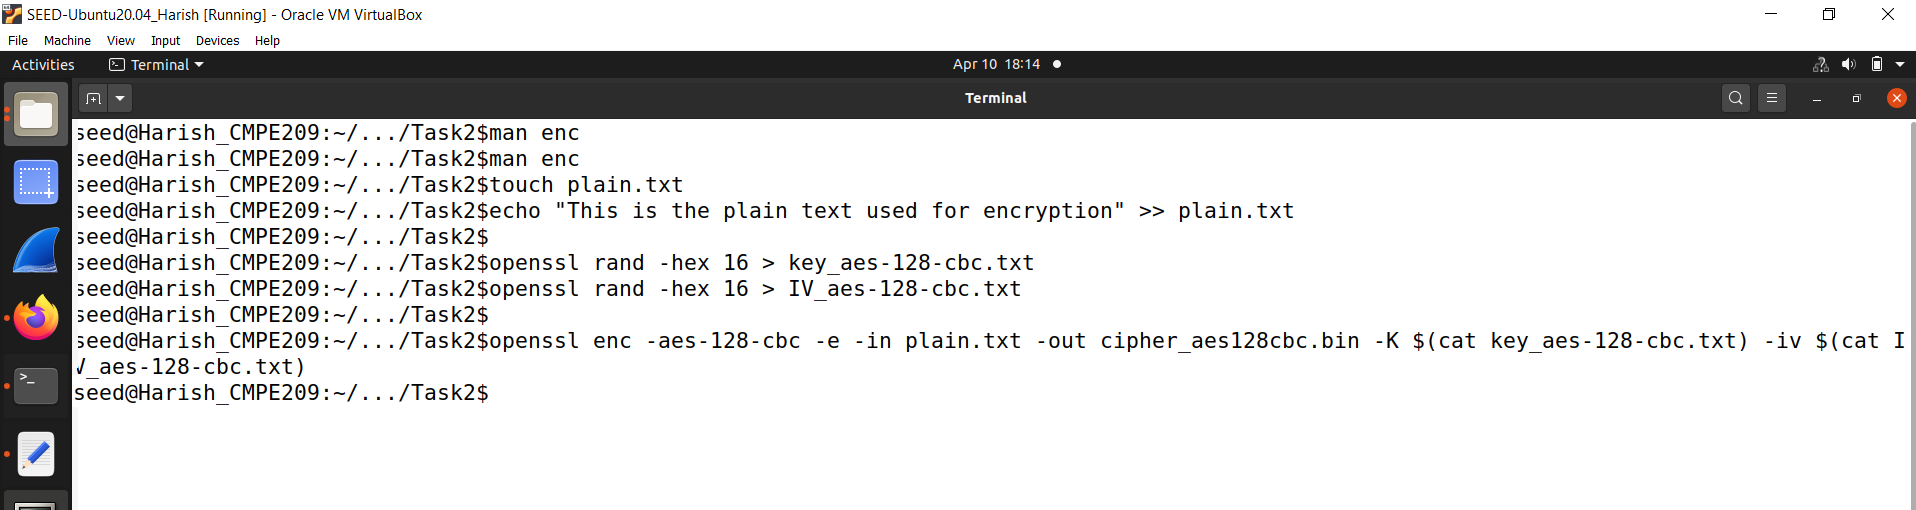 SEED-Ubuntu20.04_Harish [Running] - Oracle VM VirtualBox
File Machine View Input Devices Help
Activities Terminal Apr 10 18:14
Terminal
seed@Harish_CMPE209:~/.../Task2$man enc
seed@Harish_CMPE209:~/.../Task2$man enc
seed@Harish_CMPE209:~/.../Task2$touch plain.txt
seed@Harish_CMPE209:~/.../Task2$echo "This is the plain text used for encryption" >> plain.txt
seed@Harish_CMPE209:~/.../Task2$
seed@Harish_CMPE209:~/.../Task2$openssl rand -hex 16 > key_aes-128-cbc.txt
seed@Harish_CMPE209:~/.../Task2$openssl rand -hex 16 > IV_aes-128-cbc.txt
seed@Harish_CMPE209:~/.../Task2$
seed@Harish_CMPE209:~/.../Task2$openssl enc -aes-128-cbc -e -in plain.txt -out cipher_aes128cbc.bin -K $(cat key_aes-128-cbc.txt) -iv $(cat I
V_aes-128-cbc.txt)
seed@Harish_CMPE209:~/.../Task2$